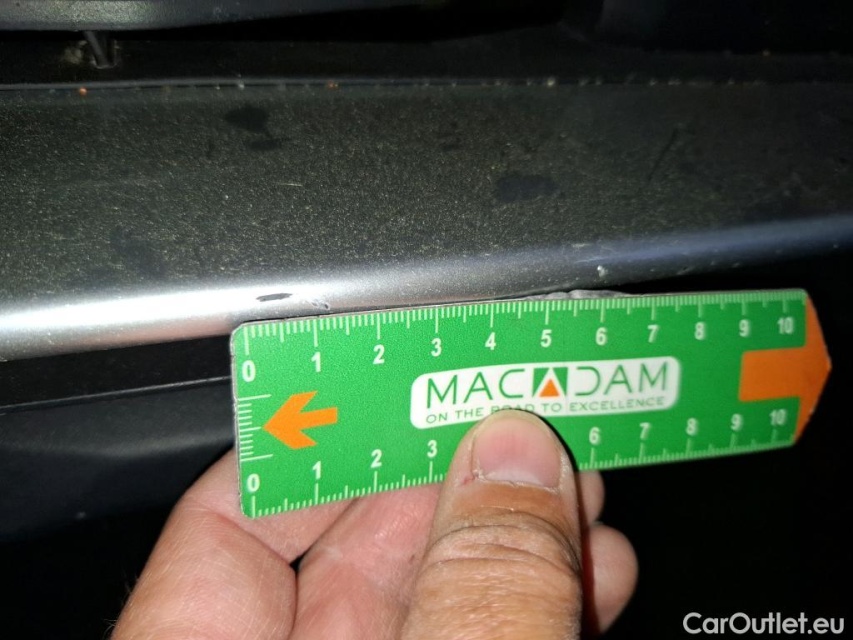 0 1 2 3 4 5 6 7 8 9 10
MACADAM
ON THE ROAD TO EXCELLENCE
0 1 2 3 6 7 8 9 10
CarOutlet.eu